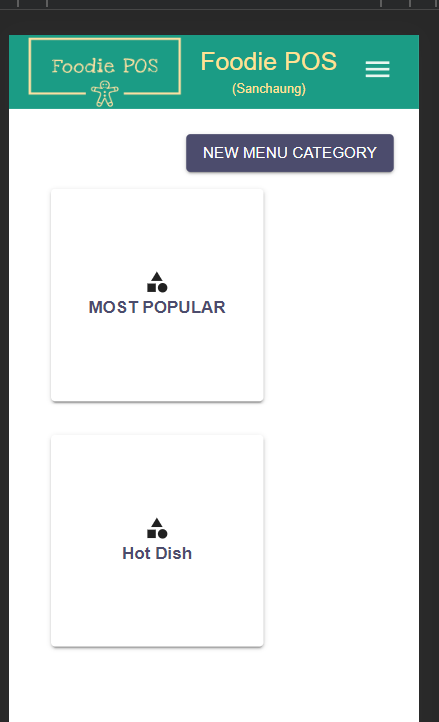 Foodie POS
Foodie POS
(Sanchaung)
NEW MENU CATEGORY
MOST POPULAR
Hot Dish